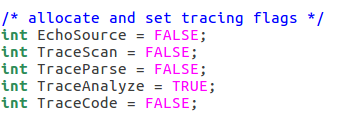 /* allocate and set tracing flags */
int EchoSource = FALSE;
int TraceScan = FALSE;
int TraceParse = FALSE;
int TraceAnalyze = TRUE;
int TraceCode = FALSE;